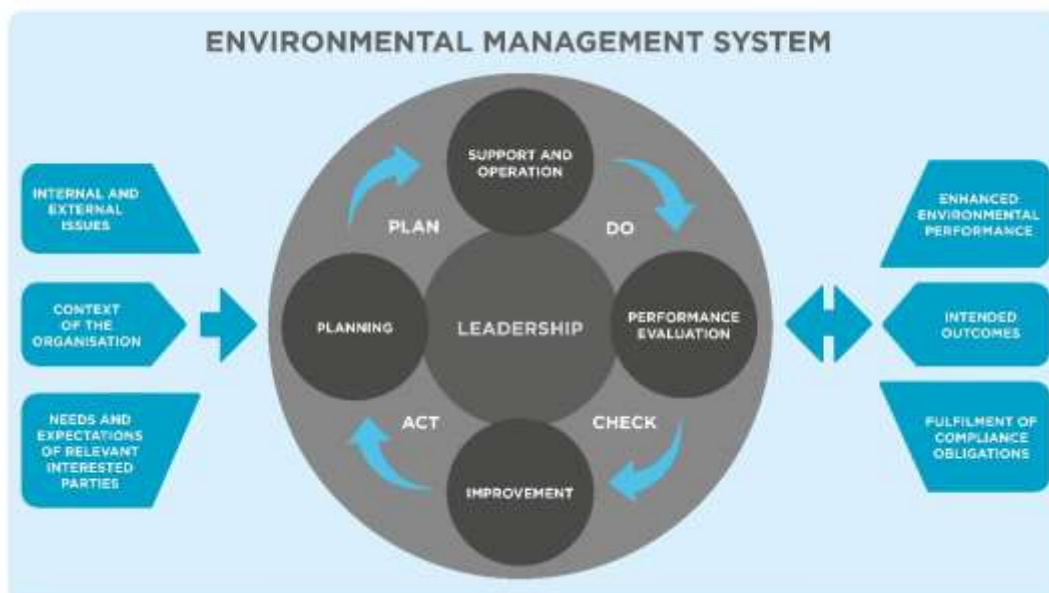 ENVIRONMENTAL MANAGEMENT SYSTEM
INTERNAL AND
EXTERNAL
ISSUES
CONTEXT
OF THE
ORGANISATION
NEEDS AND
EXPECTATIONS
OF RELEVANT
INTERESTED
PARTIES
SUPPORT AND
OPERATION
PLAN
DO
PLANNING
LEADERSHIP
PERFORMANCE
EVALUATION
ACT
CHECK
IMPROVEMENT
ENHANCED
ENVIRONMENTAL
PERFORMANCE
INTENDED
OUTCOMES
FULFILMENT OF
COMPLIANCE
OBLIGATIONS